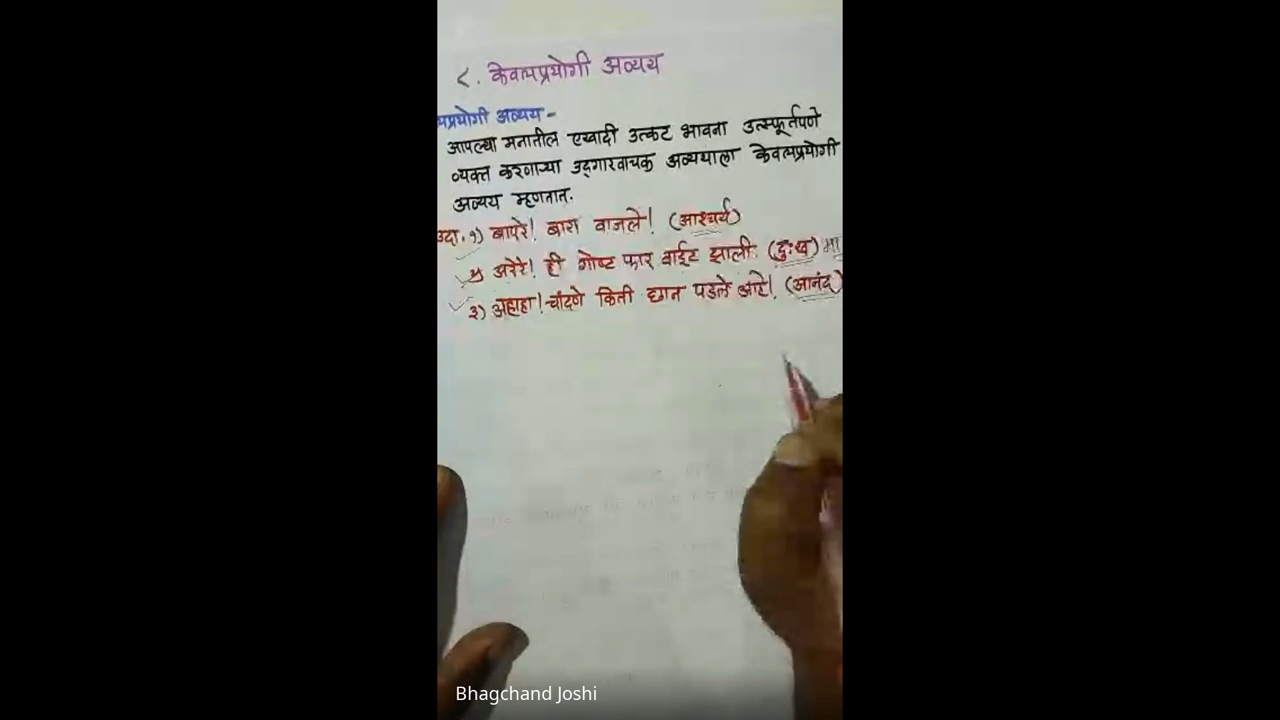 ८. केवलप्रयोगी अव्यय
लप्रयोगी अव्यय -
आपल्या मनातील एखादी उत्कट भावना उत्स्फूर्तपणे
व्यक्त करणाऱ्या उद्‌गारवाचक अव्ययाला केवलप्रयोगी
अव्यय म्हणतात.
उदा. १) बापरे! बारा वाजले! (आश्चर्य)
२) अरेरे! ही गोष्ट फार वाईट झाली. (दुःख) मा
३) अहाहा! चांदणे किती छान पडले आहे! (आनंद)
Bhagchand Joshi